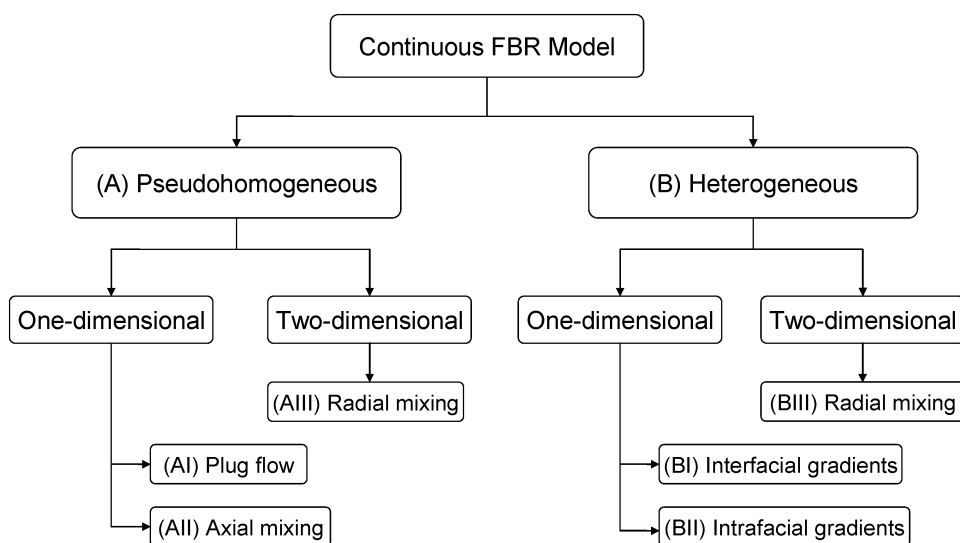 Continuous FBR Model
(A) Pseudohomogeneous
(B) Heterogeneous
One-dimensional
Two-dimensional
One-dimensional
Two-dimensional
(AIII) Radial mixing
(BIII) Radial mixing
(AI) Plug flow
(BI) Interfacial gradients
(AII) Axial mixing
(BII) Intrafacial gradients